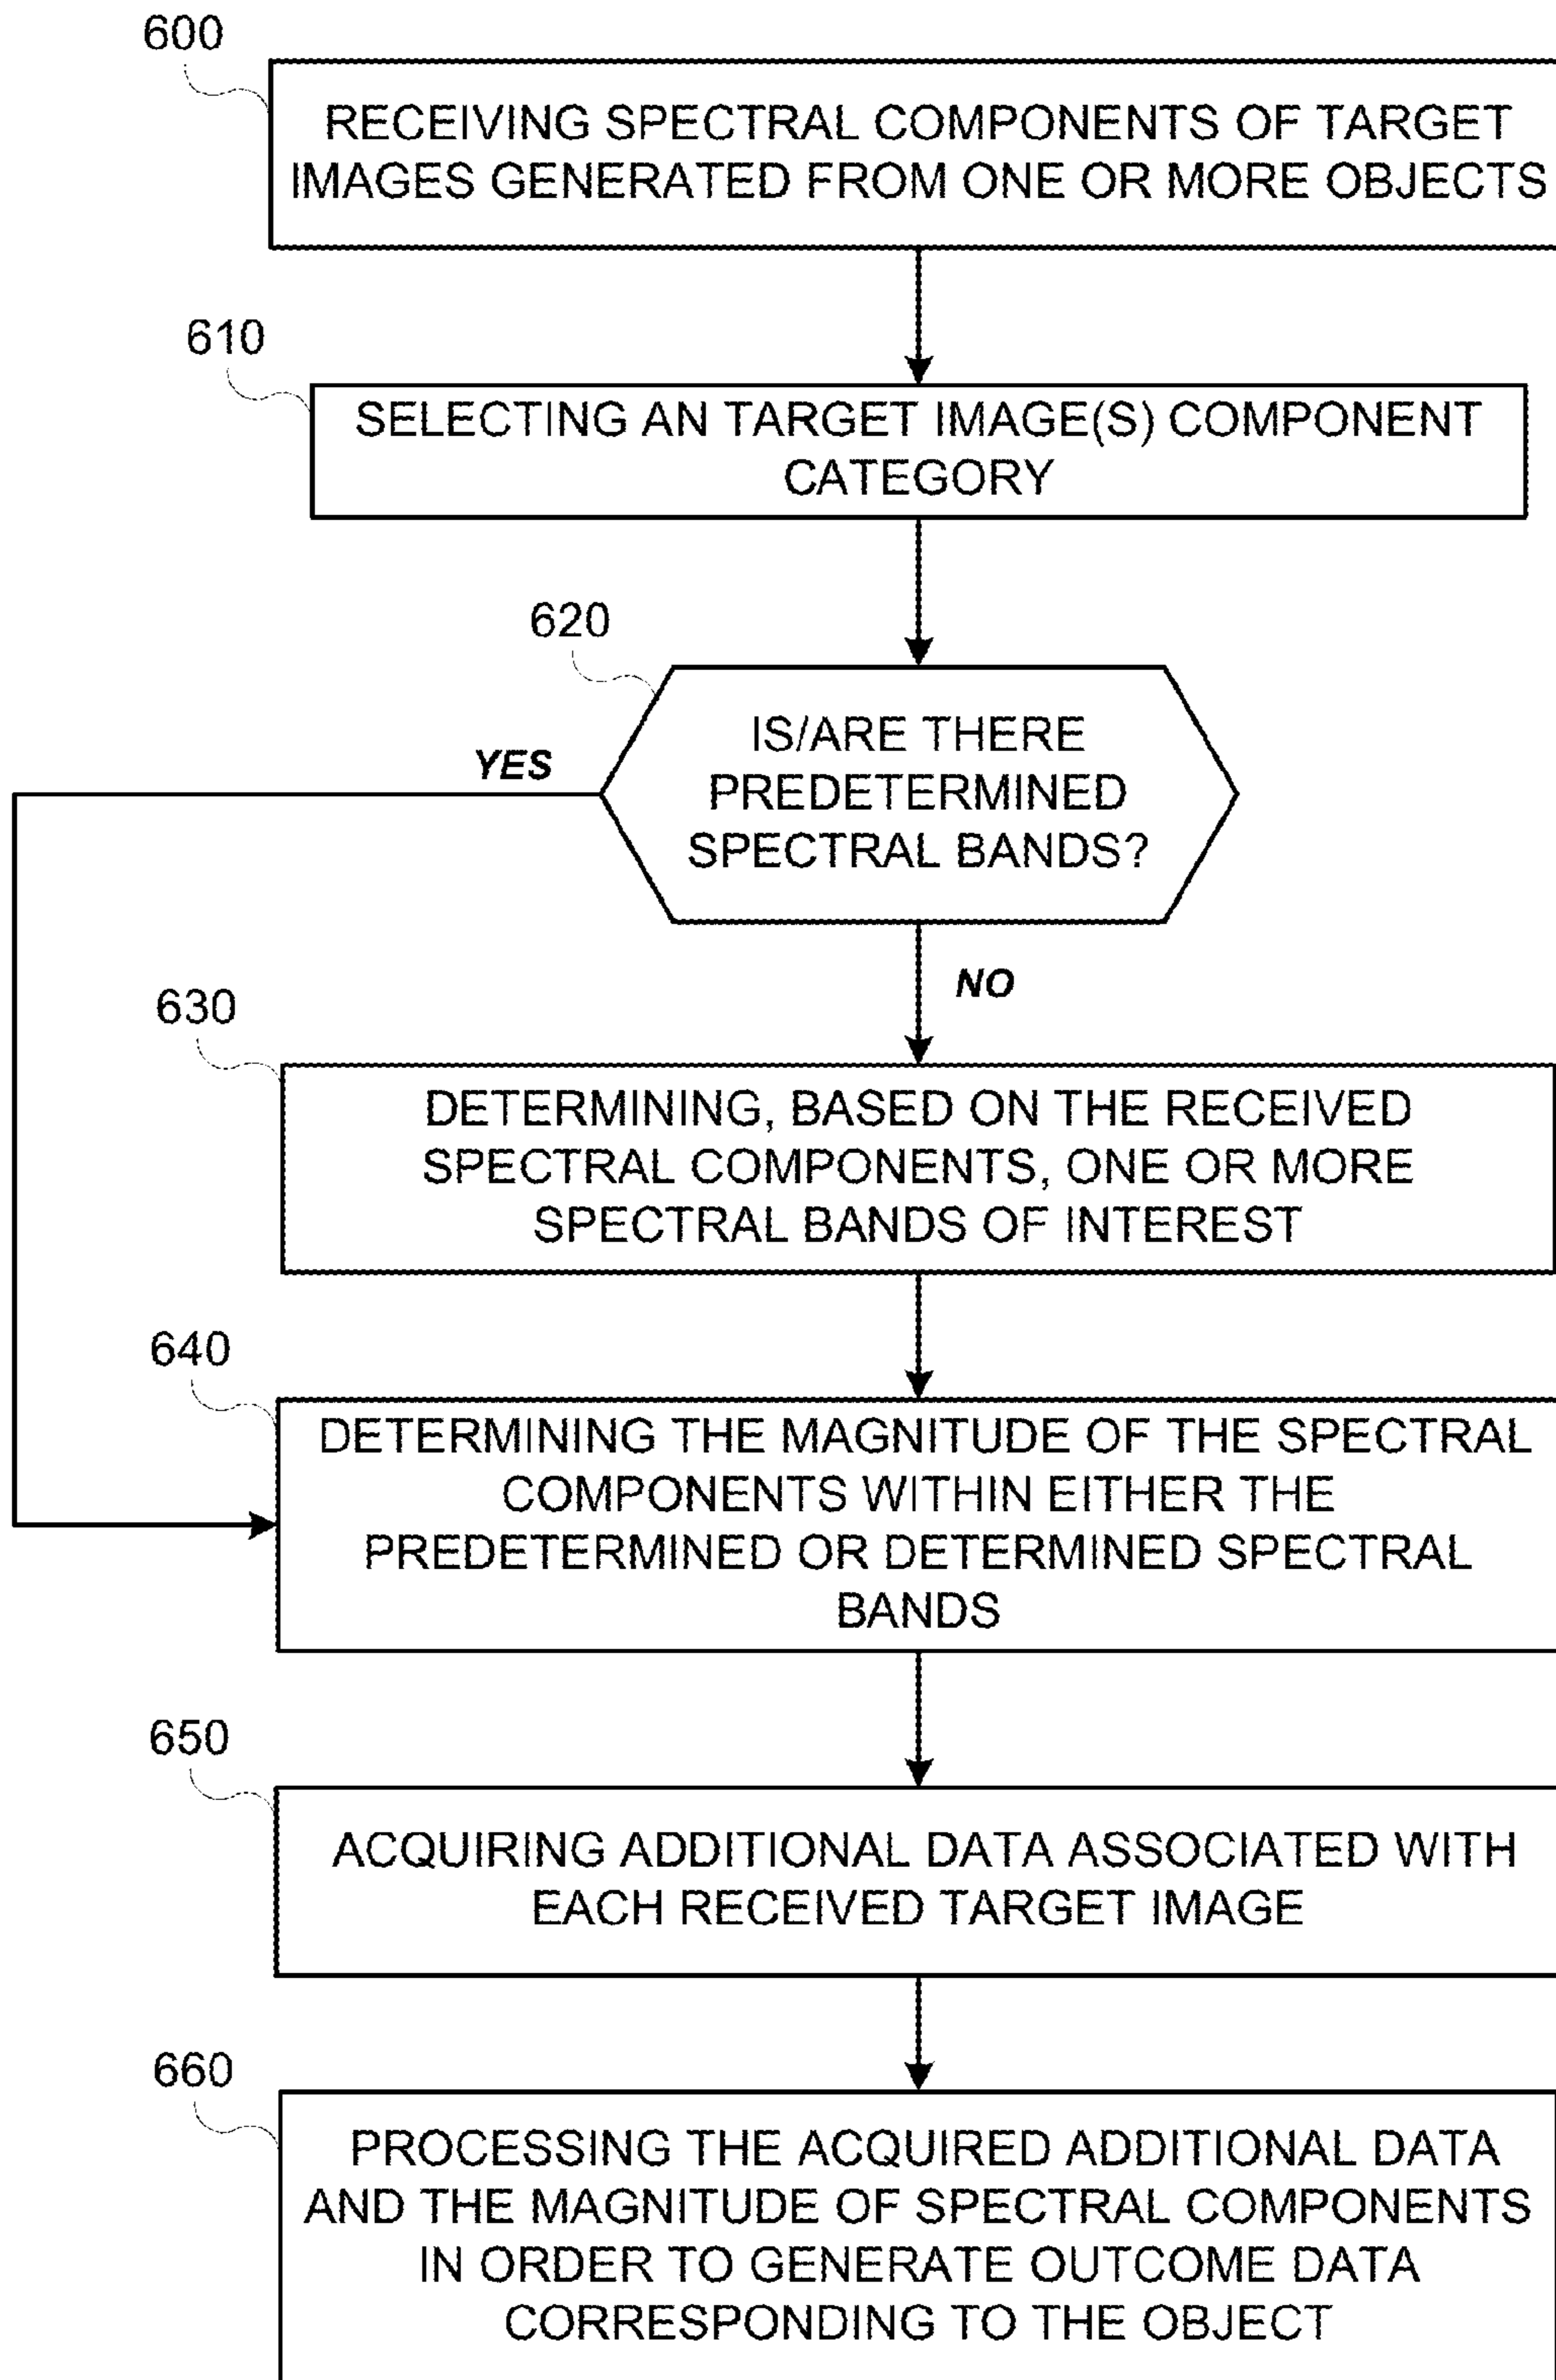 600
RECEIVING SPECTRAL COMPONENTS OF TARGET
IMAGES GENERATED FROM ONE OR MORE OBJECTS
610
SELECTING AN TARGET IMAGE(S) COMPONENT
CATEGORY
620
IS/ARE THERE
PREDETERMINED
SPECTRAL BANDS?
YES
NO
630
DETERMINING, BASED ON THE RECEIVED
SPECTRAL COMPONENTS, ONE OR MORE
SPECTRAL BANDS OF INTEREST
640
DETERMINING THE MAGNITUDE OF THE SPECTRAL
COMPONENTS WITHIN EITHER THE
PREDETERMINED OR DETERMINED SPECTRAL
BANDS
650
ACQUIRING ADDITIONAL DATA ASSOCIATED WITH
EACH RECEIVED TARGET IMAGE
660
PROCESSING THE ACQUIRED ADDITIONAL DATA
AND THE MAGNITUDE OF SPECTRAL COMPONENTS
IN ORDER TO GENERATE OUTCOME DATA
CORRESPONDING TO THE OBJECT